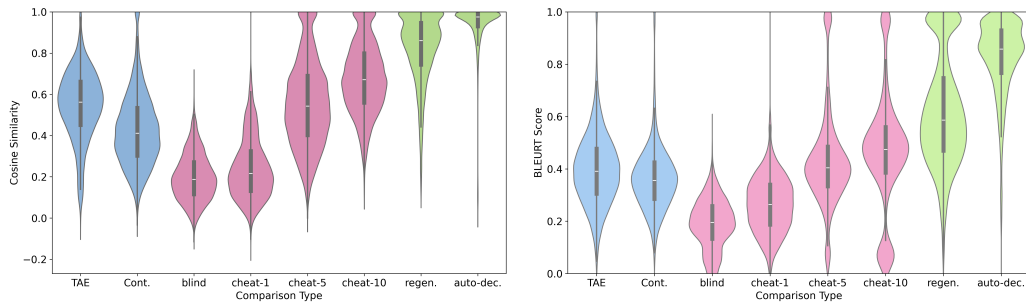 Cosine Similarity
1.0
0.8
0.6
0.4
0.2
0.0
−0.2
TAE Cont. blind cheat-1 cheat-5 cheat-10 regen. auto-dec.
Comparison Type
BLEURT Score
1.0
0.8
0.6
0.4
0.2
0.0
TAE Cont. blind cheat-1 cheat-5 cheat-10 regen. auto-dec.
Comparison Type